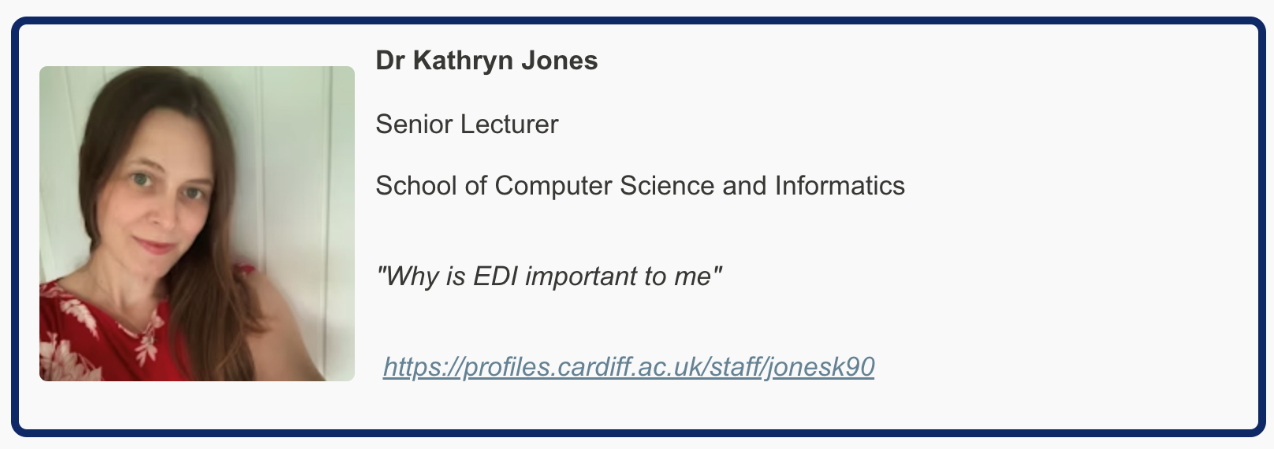 Dr Kathryn Jones
Senior Lecturer
School of Computer Science and Informatics
"Why is EDI important to me"
https://profiles.cardiff.ac.uk/staff/jonesk90